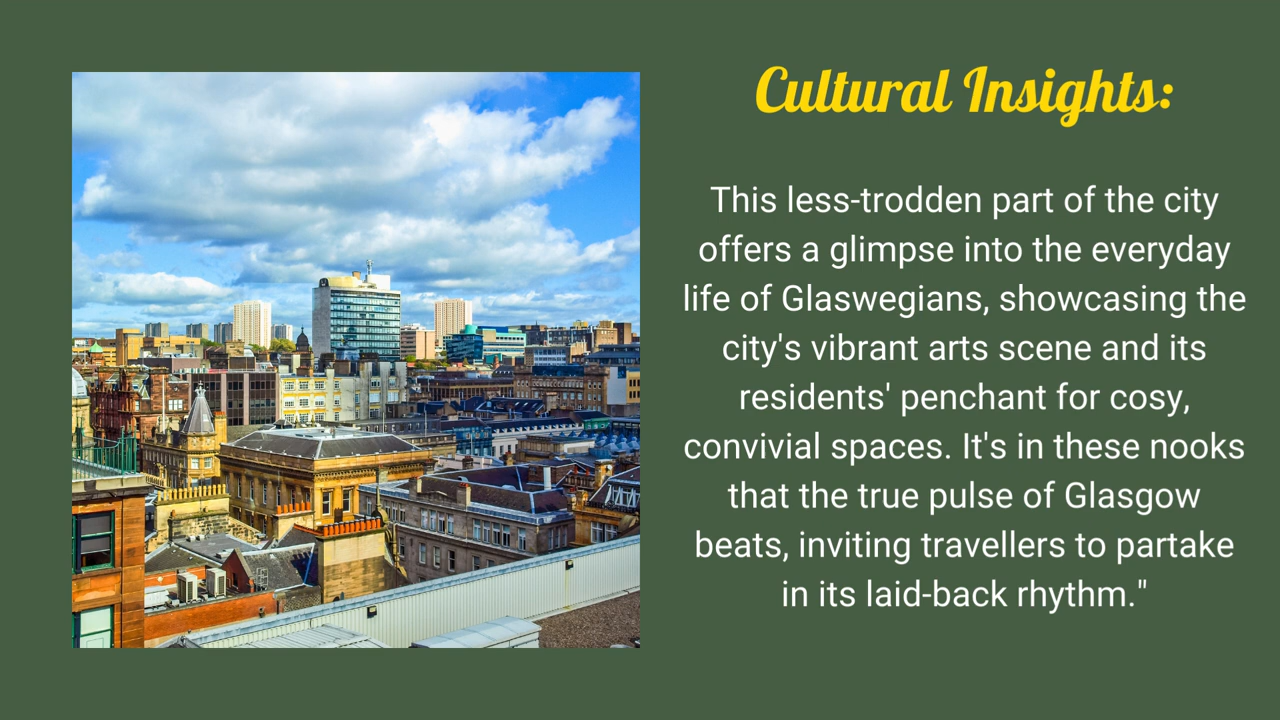 Cultural Insights:
This less-trodden part of the city
offers a glimpse into the everyday
life of Glaswegians, showcasing the
city's vibrant arts scene and its
residents' penchant for cosy,
convivial spaces. It's in these nooks
that the true pulse of Glasgow
beats, inviting travellers to partake
in its laid-back rhythm."